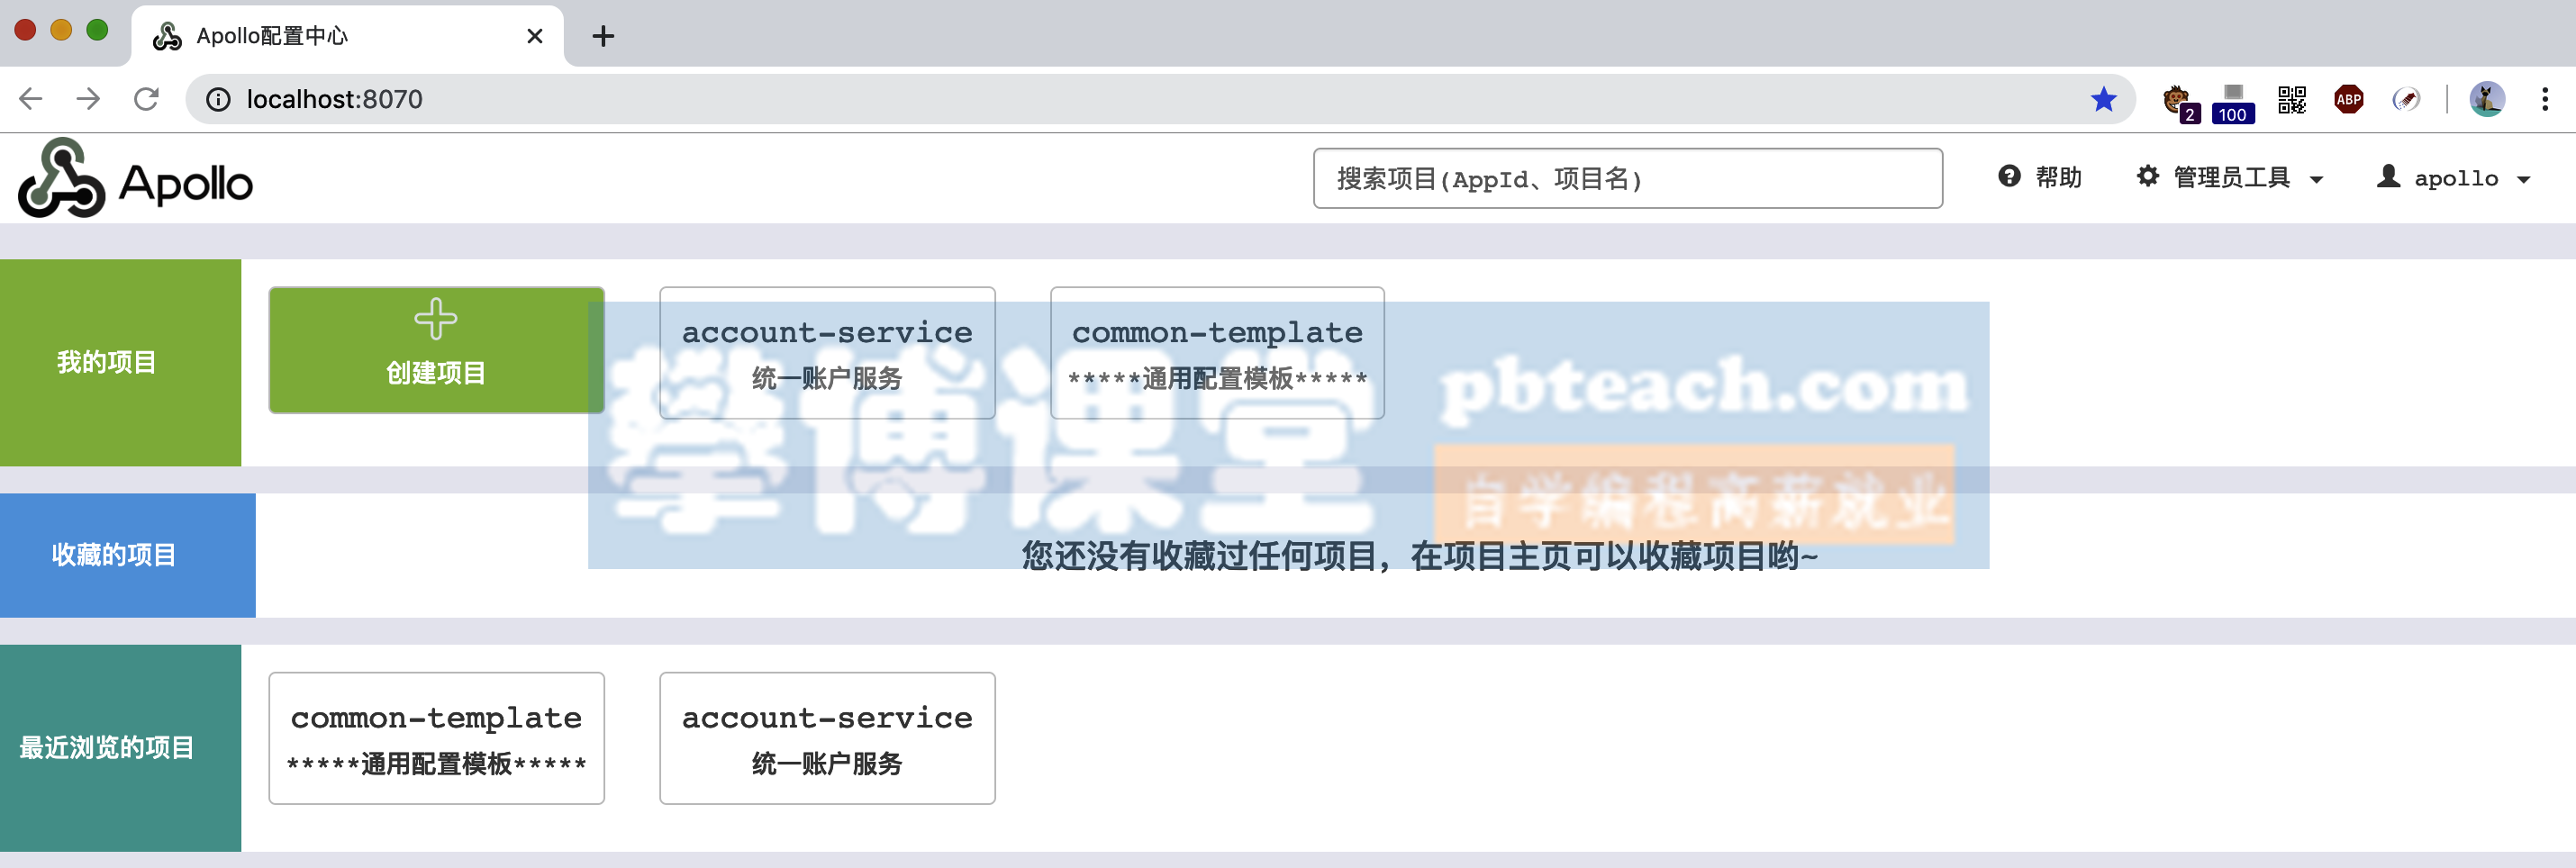 Apollo配置中心
localhost:8070
2
100
ABP
Apollo
搜索项目(AppId、项目名)
帮助
管理员工具
apollo
我的项目
创建项目
account-service
统一账户服务
common-template
*****通用配置模板*****
攀博课堂
pbteach.com
自学编程高薪就业
收藏的项目
您还没有收藏过任何项目，在项目主页可以收藏项目哟~
最近浏览的项目
common-template
*****通用配置模板*****
account-service
统一账户服务